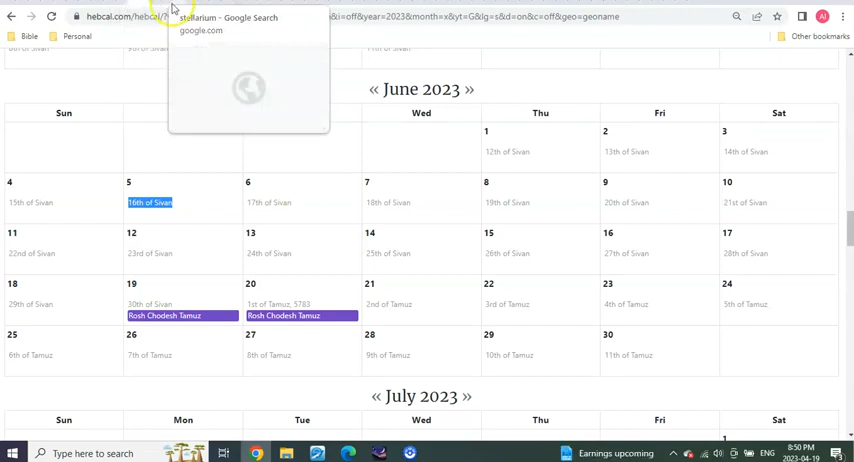 stellarium - Google Search
google.com
hebcal.com/hebcal/?
&i=off&year=2023&month=x&yt=G&lg=s&d=on&c=off&geo=geoname
AI
Bible
Personal
Other bookmarks
« June 2023 »
Sun
Wed
Thu
Fri
Sat
1
2
3
12th of Sivan
13th of Sivan
14th of Sivan
4
5
6
7
8
9
10
15th of Sivan
16th of Sivan
17th of Sivan
18th of Sivan
19th of Sivan
20th of Sivan
21st of Sivan
11
12
13
14
15
16
17
22nd of Sivan
23rd of Sivan
24th of Sivan
25th of Sivan
26th of Sivan
27th of Sivan
28th of Sivan
18
19
20
21
22
23
24
29th of Sivan
30th of Sivan
1st of Tamuz, 5783
2nd of Tamuz
3rd of Tamuz
4th of Tamuz
5th of Tamuz
Rosh Chodesh Tamuz
Rosh Chodesh Tamuz
25
26
27
28
29
30
6th of Tamuz
7th of Tamuz
8th of Tamuz
9th of Tamuz
10th of Tamuz
11th of Tamuz
« July 2023 »
Sun
Mon
Tue
Wed
Thu
Fri
Sat
1
Type here to search
Earnings upcoming
ENG
8:50 PM
2023-04-19
3